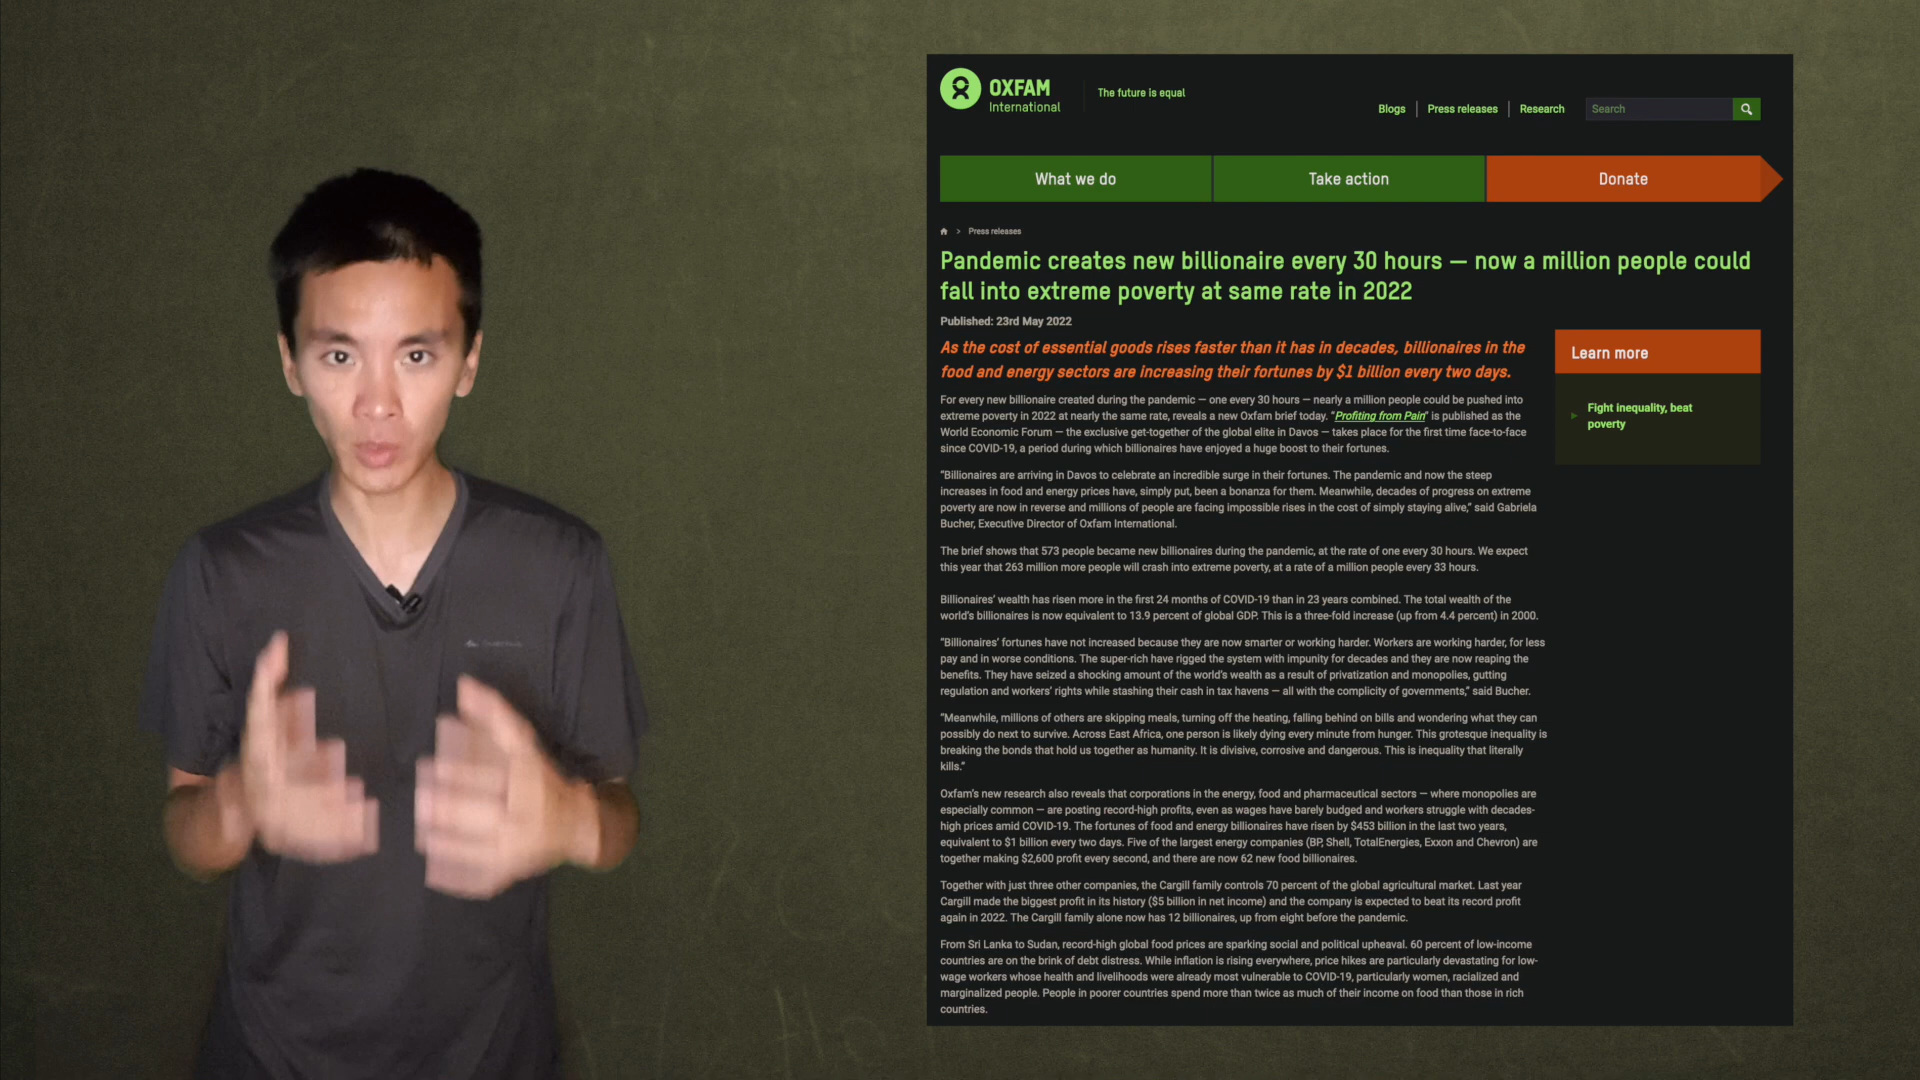 OXFAM
International
The future is equal
Blogs
Press releases
Research
Search
What we do
Take action
Donate
> Press releases
Pandemic creates new billionaire every 30 hours — now a million people could
fall into extreme poverty at same rate in 2022
Published: 23rd May 2022
As the cost of essential goods rises faster than it has in decades, billionaires in the
food and energy sectors are increasing their fortunes by $1 billion every two days.
For every new billionaire created during the pandemic — one every 30 hours — nearly a million people could be pushed into
extreme poverty in 2022 at nearly the same rate, reveals a new Oxfam brief today. “Profiting from Pain” is published as the
World Economic Forum — the exclusive get-together of the global elite in Davos — takes place for the first time face-to-face
since COVID-19, a period during which billionaires have enjoyed a huge boost to their fortunes.
“Billionaires are arriving in Davos to celebrate an incredible surge in their fortunes. The pandemic and now the steep
increases in food and energy prices have, simply put, been a bonanza for them. Meanwhile, decades of progress on extreme
poverty are now in reverse and millions of people are facing impossible rises in the cost of simply staying alive,” said Gabriela
Bucher, Executive Director of Oxfam International.
The brief shows that 573 people became new billionaires during the pandemic, at the rate of one every 30 hours. We expect
this year that 263 million more people will crash into extreme poverty, at a rate of a million people every 33 hours.
Billionaires’ wealth has risen more in the first 24 months of COVID-19 than in 23 years combined. The total wealth of the
world’s billionaires is now equivalent to 13.9 percent of global GDP. This is a three-fold increase (up from 4.4 percent) in 2000.
“Billionaires’ fortunes have not increased because they are now smarter or working harder. Workers are working harder, for less
pay and in worse conditions. The super-rich have rigged the system with impunity for decades and they are now reaping the
benefits. They have seized a shocking amount of the world’s wealth as a result of privatization and monopolies, gutting
regulation and workers’ rights while stashing their cash in tax havens — all with the complicity of governments,” said Bucher.
“Meanwhile, millions of others are skipping meals, turning off the heating, falling behind on bills and wondering what they can
possibly do next to survive. Across East Africa, one person is likely dying every minute from hunger. This grotesque inequality is
breaking the bonds that hold us together as humanity. It is divisive, corrosive and dangerous. This is inequality that literally
kills.”
Oxfam’s new research also reveals that corporations in the energy, food and pharmaceutical sectors — where monopolies are
especially common — are posting record-high profits, even as wages have barely budged and workers struggle with decades-
high prices amid COVID-19. The fortunes of food and energy billionaires have risen by $453 billion in the last two years,
equivalent to $1 billion every two days. Five of the largest energy companies (BP, Shell, TotalEnergies, Exxon and Chevron) are
together making $2,600 profit every second, and there are now 62 new food billionaires.
Together with just three other companies, the Cargill family controls 70 percent of the global agricultural market. Last year
Cargill made the biggest profit in its history ($5 billion in net income) and the company is expected to beat its record profit
again in 2022. The Cargill family alone now has 12 billionaires, up from eight before the pandemic.
From Sri Lanka to Sudan, record-high global food prices are sparking social and political upheaval. 60 percent of low-income
countries are on the brink of debt distress. While inflation is rising everywhere, price hikes are particularly devastating for low-
wage workers whose health and livelihoods were already most vulnerable to COVID-19, particularly women, racialized and
marginalized people. People in poorer countries spend more than twice as much of their income on food than those in rich
countries.
Learn more
Fight inequality, beat
poverty